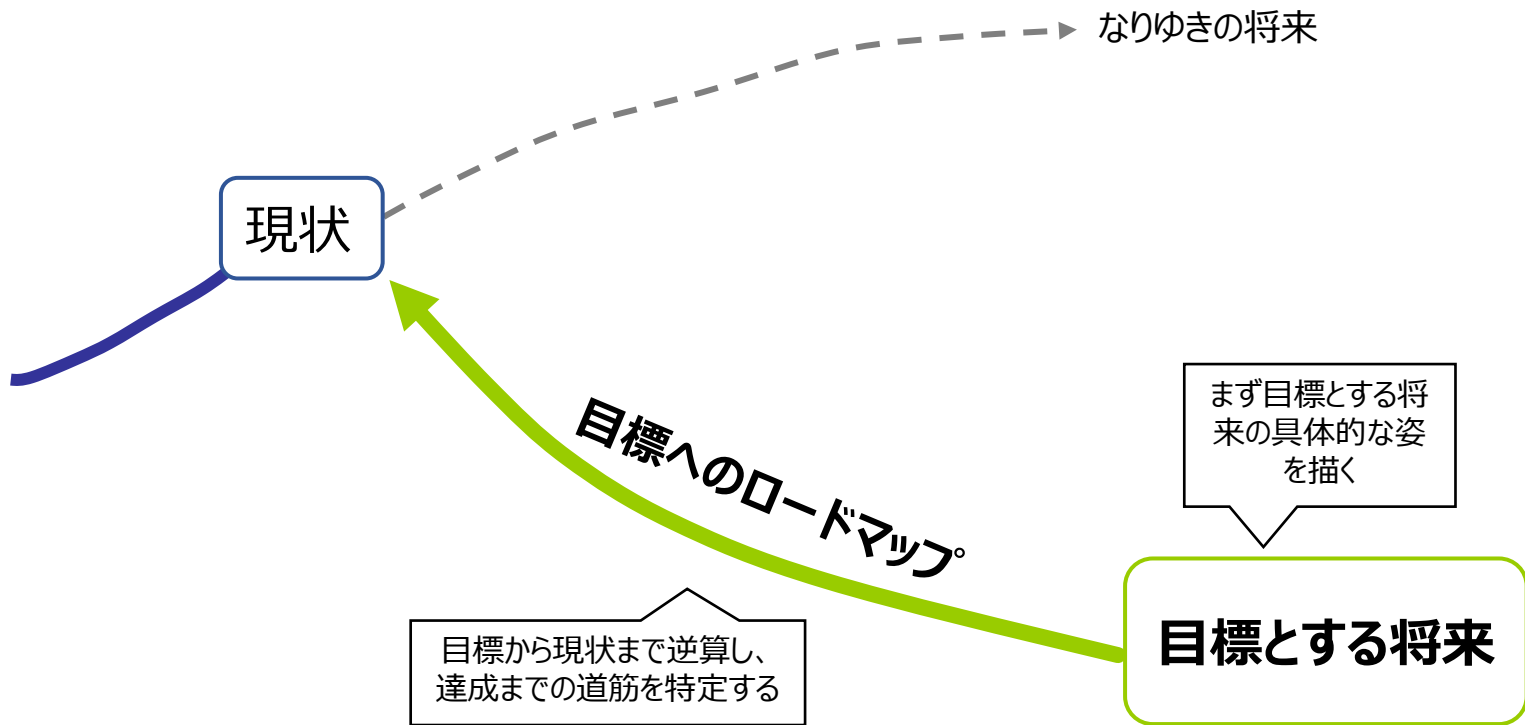 なりゆきの将来
現状
目標へのロードマップ
まず目標とする将
来の具体的な姿
を描く
目標とする将来
目標から現状まで逆算し、
達成までの道筋を特定する